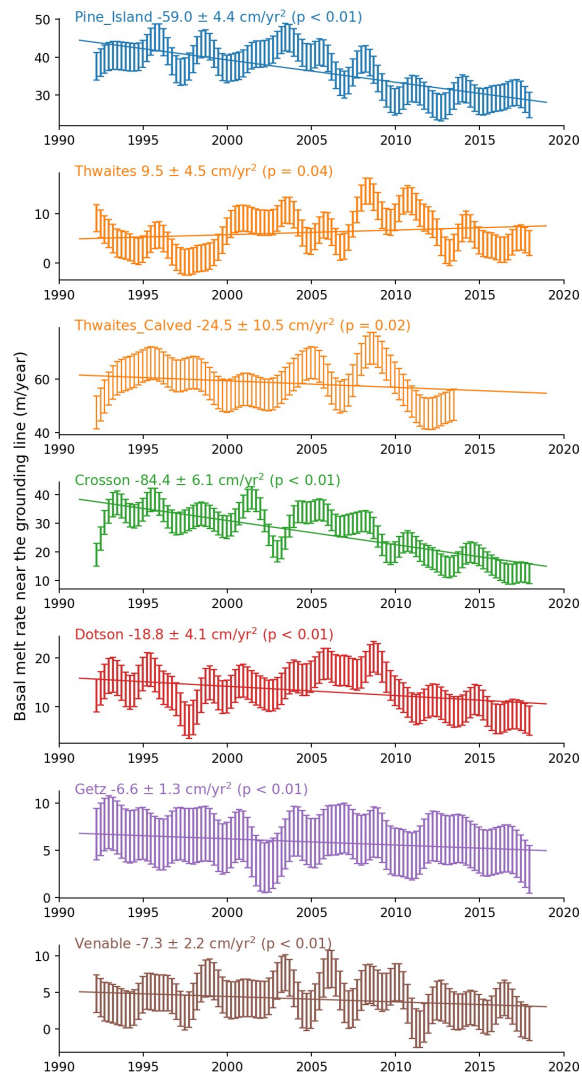 Basal melt rate near the grounding line (m/year)
Pine_Island -59.0 ± 4.4 cm/yr² (p < 0.01)
50
40
30
1990 1995 2000 2005 2010 2015 2020
Thwaites 9.5 ± 4.5 cm/yr² (p = 0.04)
10
0
1990 1995 2000 2005 2010 2015 2020
Thwaites_Calved -24.5 ± 10.5 cm/yr² (p = 0.02)
60
40
1990 1995 2000 2005 2010 2015 2020
Crosson -84.4 ± 6.1 cm/yr² (p < 0.01)
40
30
20
10
1990 1995 2000 2005 2010 2015 2020
Dotson -18.8 ± 4.1 cm/yr² (p < 0.01)
20
10
1990 1995 2000 2005 2010 2015 2020
Getz -6.6 ± 1.3 cm/yr² (p < 0.01)
10
5
0
1990 1995 2000 2005 2010 2015 2020
Venable -7.3 ± 2.2 cm/yr² (p < 0.01)
10
5
0
1990 1995 2000 2005 2010 2015 2020